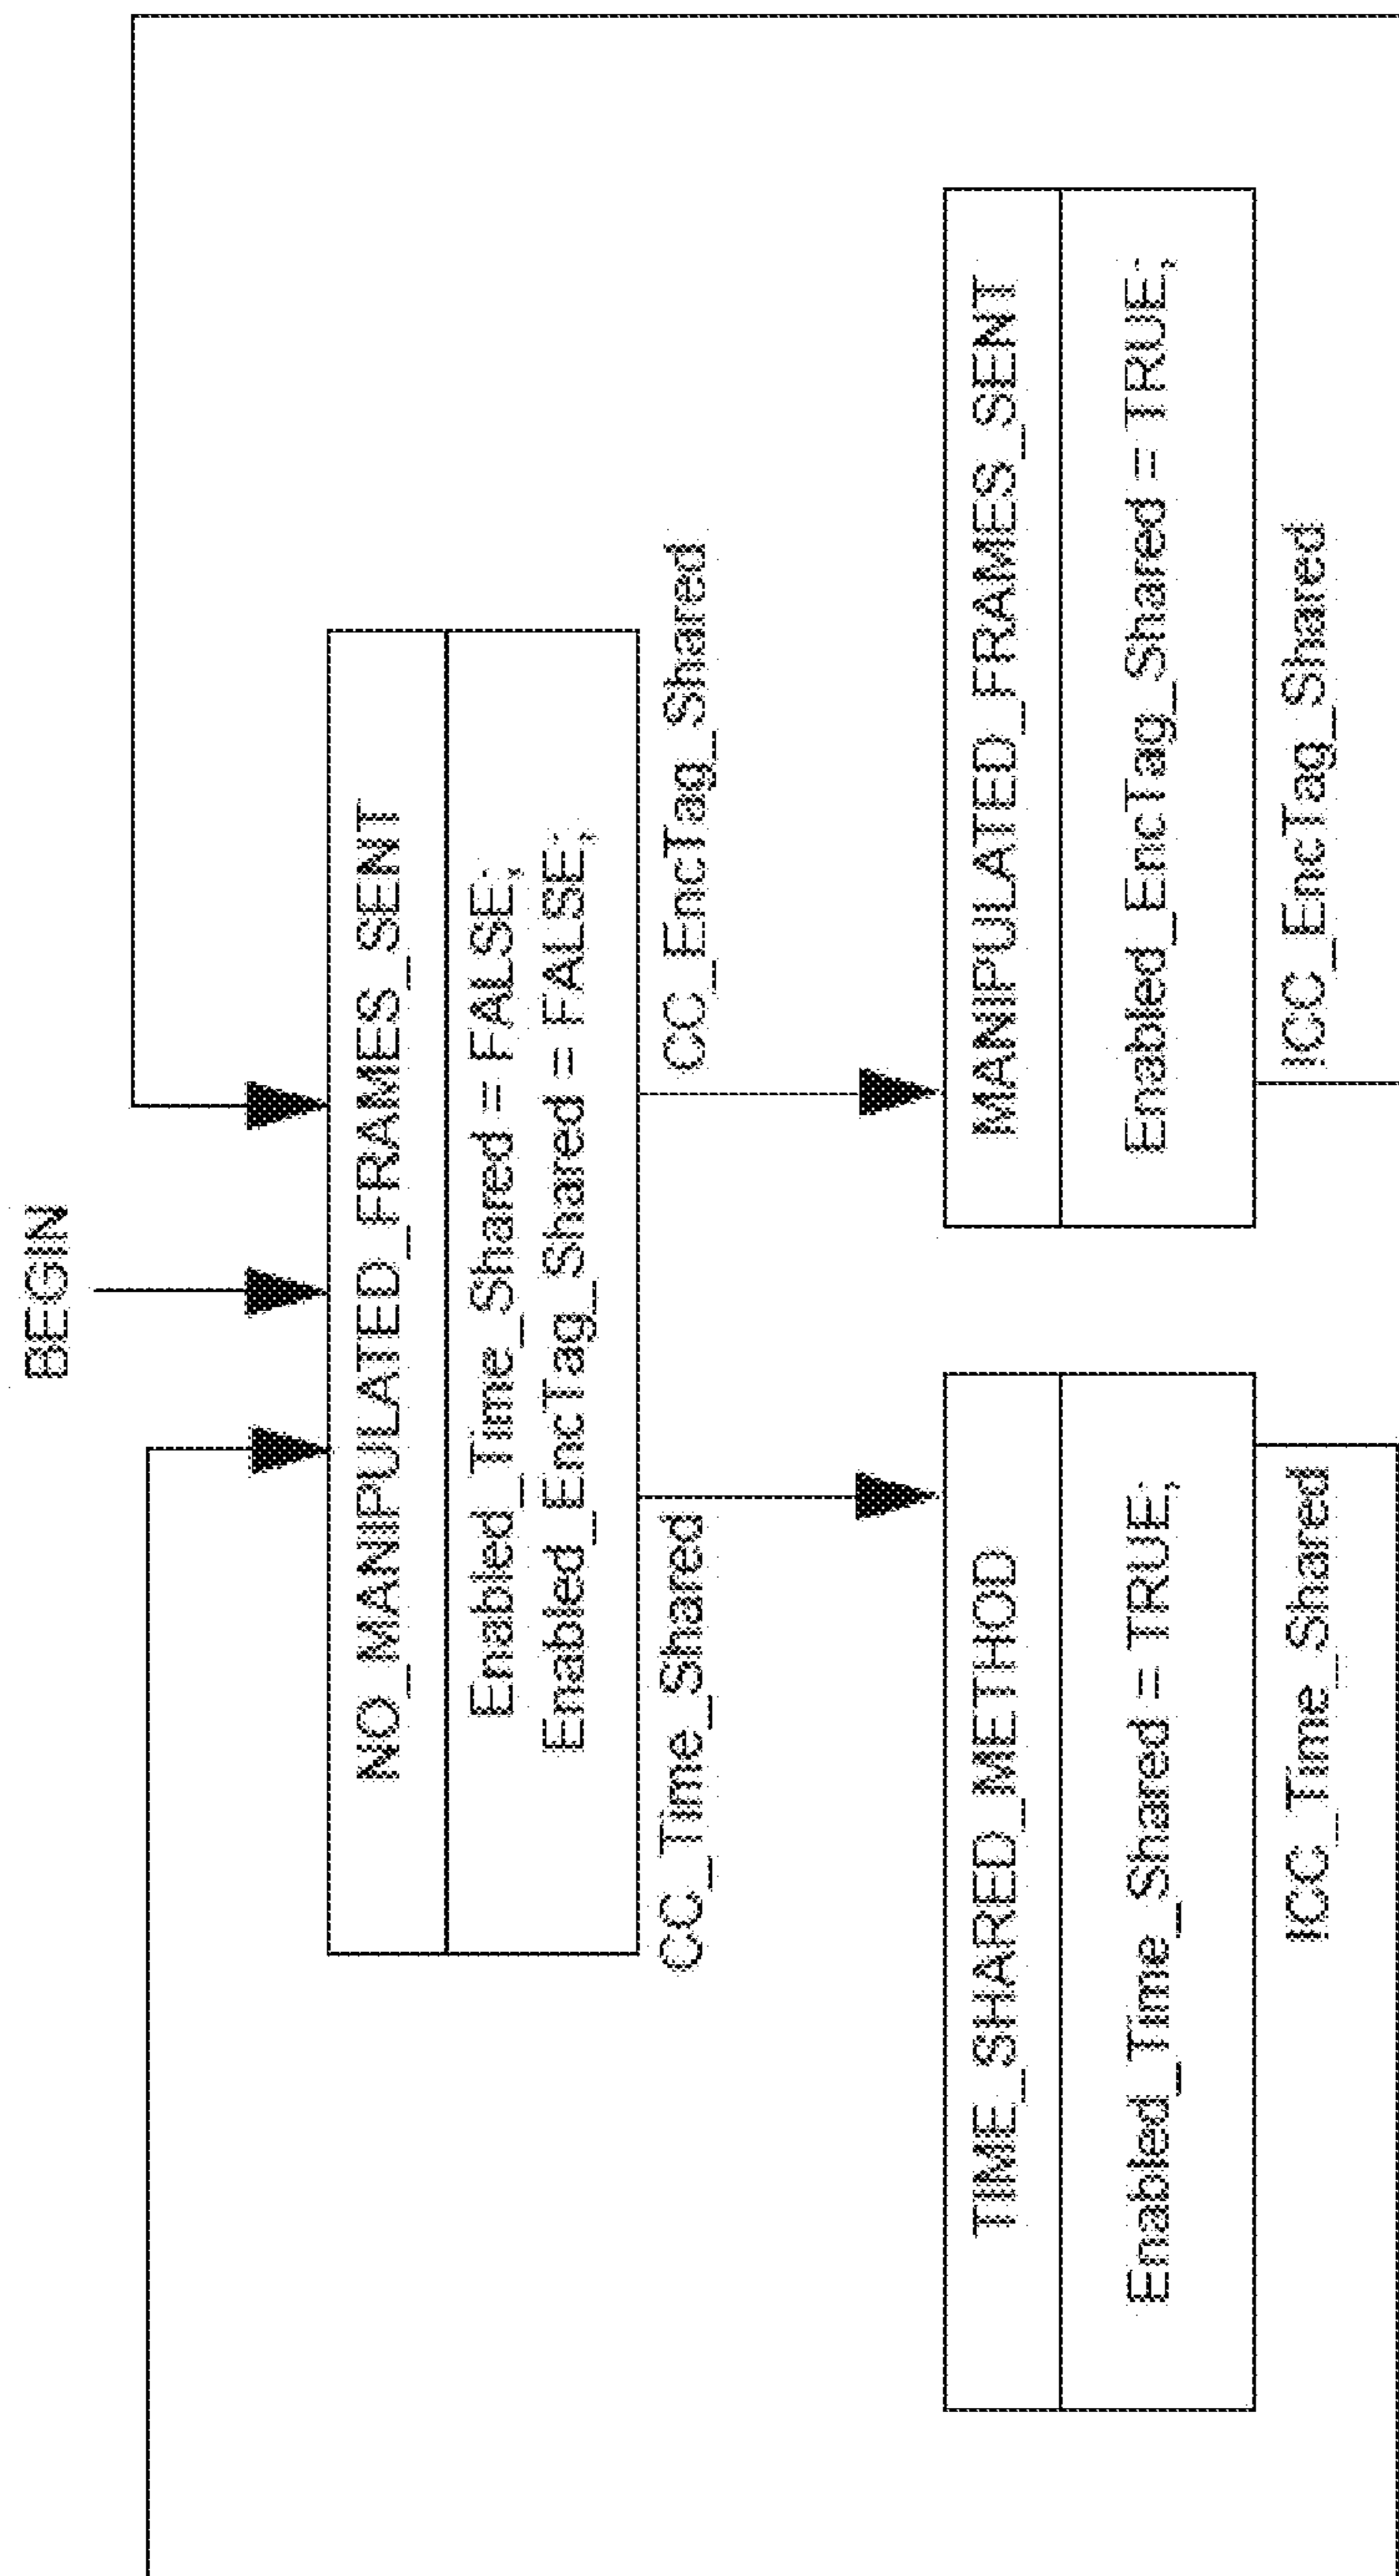 BEGIN
NO_MANIPULATED_FRAMES_SENT
Enabled_Time_Shared = FALSE;
Enabled_EncTag_Shared = FALSE;
CC_Time_Shared
CC_EncTag_Shared
TIME_SHARED_METHOD
Enabled_Time_Shared = TRUE;
!CC_Time_Shared
MANIPULATED_FRAMES_SENT
Enabled_EncTag_Shared = TRUE;
!CC_EncTag_Shared